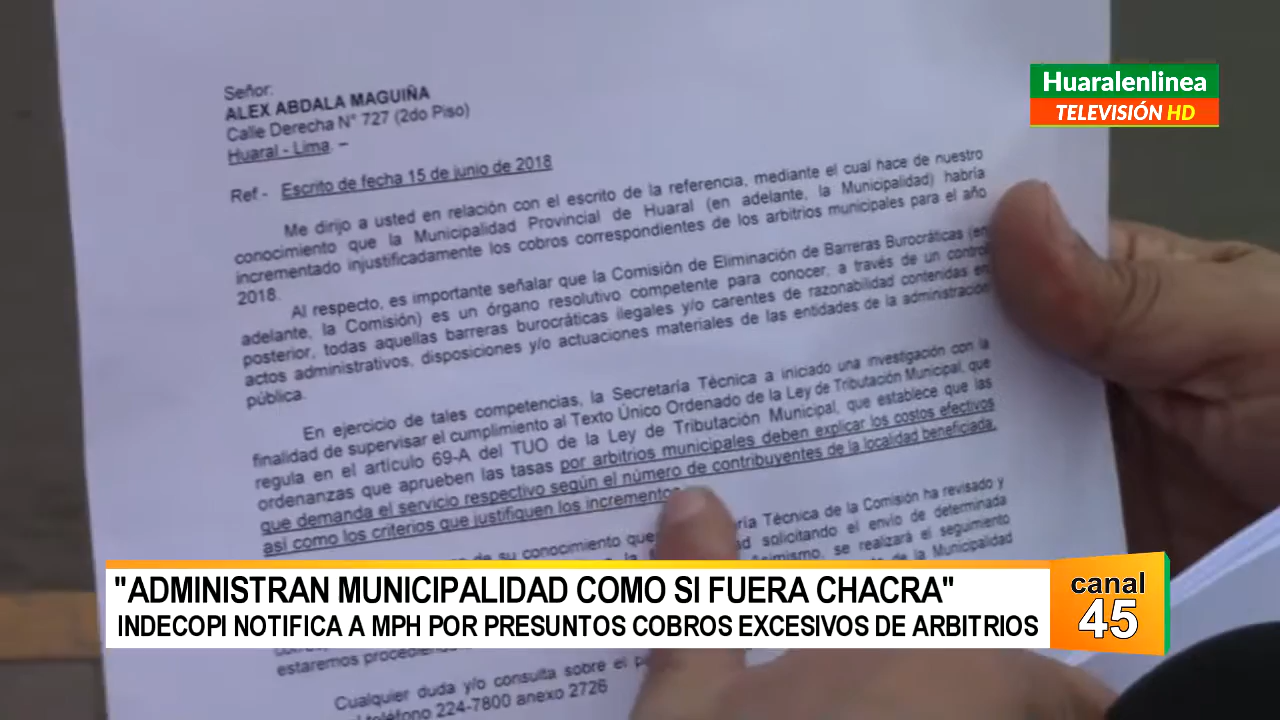 Huaralenlinea
TELEVISIÓN HD
Señor:
ALEX ABDALA MAGUIÑA
Calle Derecha N° 727 (2do Piso)
Huaral - Lima. –
Ref - Escrito de fecha 15 de junio de 2018
Me dirijo a usted en relación con el escrito de la referencia, mediante el cual hace de nuestro
conocimiento que la Municipalidad Provincial de Huaral (en adelante, la Municipalidad) habría
incrementado injustificadamente los cobros correspondientes de los arbitrios municipales para el año
2018.
Al respecto, es importante señalar que la Comisión de Eliminación de Barreras Burocráticas (en
adelante, la Comisión) es un órgano resolutivo competente para conocer, a través de un control
posterior, todas aquellas barreras burocráticas ilegales y/o carentes de razonabilidad contenidas en
actos administrativos, disposiciones y/o actuaciones materiales de las entidades de la administración
pública.
En ejercicio de tales competencias, la Secretaría Técnica a iniciado una investigación con la
finalidad de supervisar el cumplimiento al Texto Único Ordenado de la Ley de Tributación Municipal, que
regula en el artículo 69-A del TUO de la Ley de Tributación Municipal, que establece que las
ordenanzas que aprueben las tasas por arbitrios municipales deben explicar los costos efectivos
que demanda el servicio respectivo según el número de contribuyentes de la localidad beneficiada,
así como los criterios que justifiquen los incrementos
de su conocimiento que Técnica de la Comisión ha revisado y
solicitando el envío de determinada
se realizará el seguimiento
de la Municipalidad
"ADMINISTRAN MUNICIPALIDAD COMO SI FUERA CHACRA"
INDECOPI NOTIFICA A MPH POR PRESUNTOS COBROS EXCESIVOS DE ARBITRIOS
canal
45
estaremos
Cualquier duda y/o consulta sobre el
teléfono 224-7800 anexo 2726